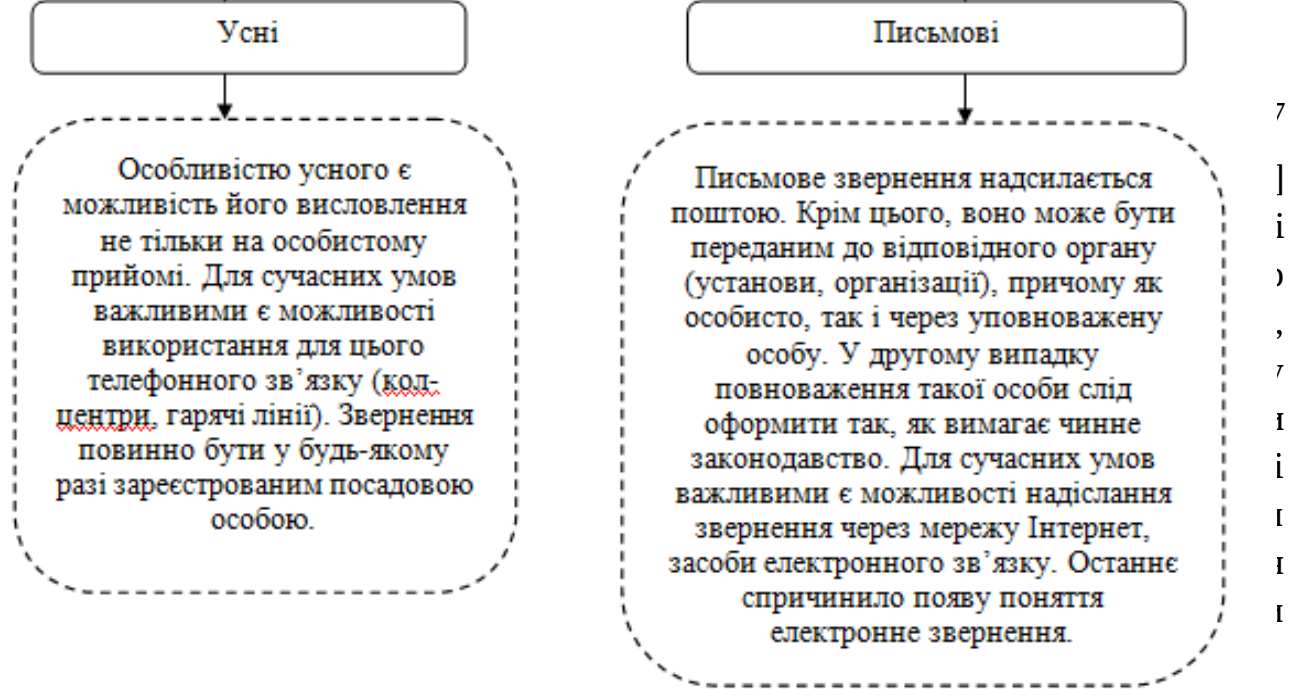 Усні
Особливістю усного є
можливість його висловлення
не тільки на особистому
прийомі. Для сучасних умов
важливими є можливості
використання для цього
телефонного зв’язку (кол-
центри, гарячі лінії). Звернення
повинно бути у будь-якому
разі зареєстрованим посадовою
особою.
Письмові
Письмове звернення надсилається
поштою. Крім цього, воно може бути
переданим до відповідного органу
(установи, організації), причому як
особисто, так і через уповноважену
особу. У другому випадку
повноваження такої особи слід
оформити так, як вимагає чинне
законодавство. Для сучасних умов
важливими є можливості надіслання
звернення через мережу Інтернет,
засоби електронного зв’язку. Останнє
спричинило появу поняття
електронне звернення.